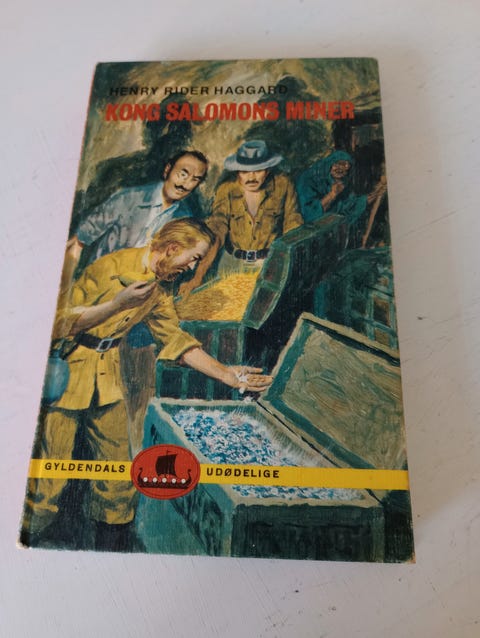 HENRY RIDER HAGGARD
KONG SALOMONS MINER
GYLDENDALS UDØDELIGE